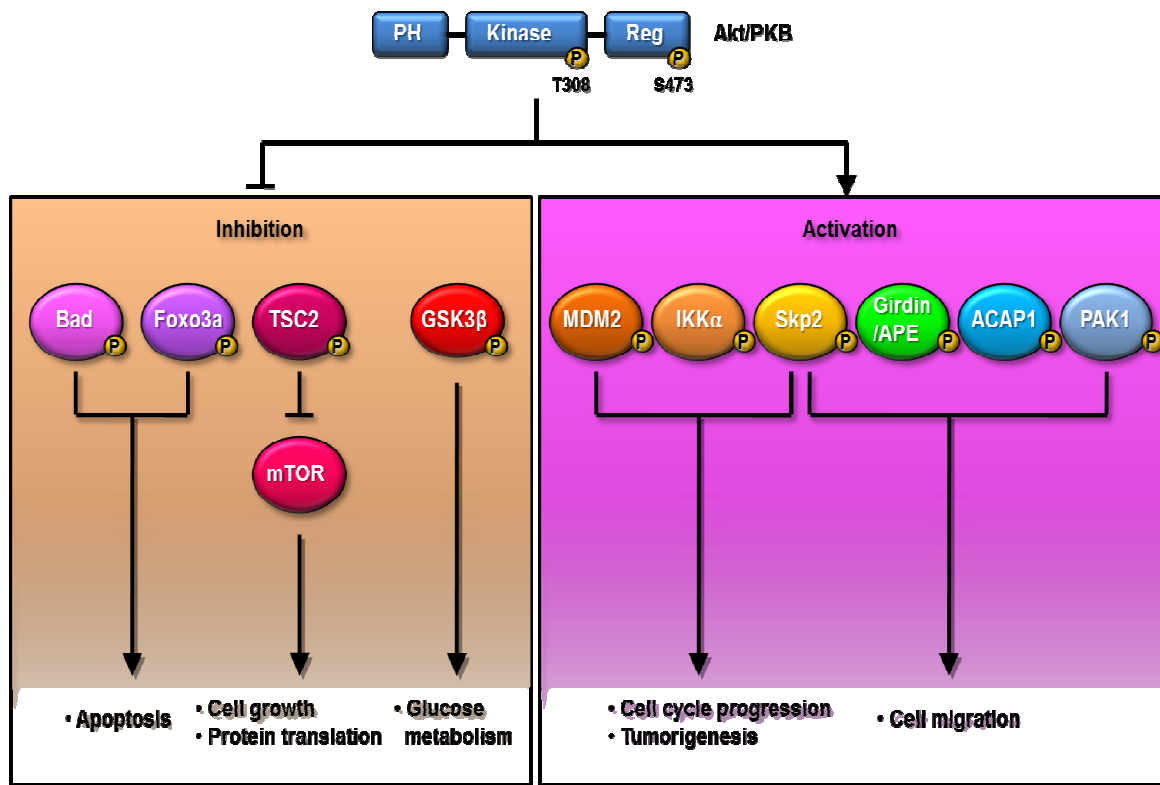 PH
Kinase
Reg
Akt/PKB
P
P
T308
S473
Inhibition
Activation
Bad
Foxo3a
TSC2
GSK3β
MDM2
IKKα
Skp2
Girdin
/APE
ACAP1
PAK1
P
P
P
P
P
P
P
P
P
P
mTOR
• Apoptosis
• Cell growth
• Protein translation
• Glucose
metabolism
• Cell cycle progression
• Tumorigenesis
• Cell migration